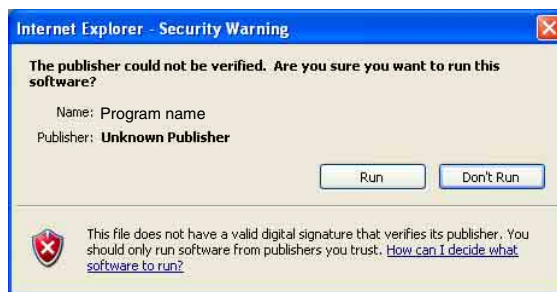 Internet Explorer - Security Warning
The publisher could not be verified.  Are you sure you want to run this
software?
Name: Program name
Publisher: Unknown Publisher
Run
Don't Run
This file does not have a valid digital signature that verifies its publisher. You
should only run software from publishers you trust. How can I decide what
software to run?